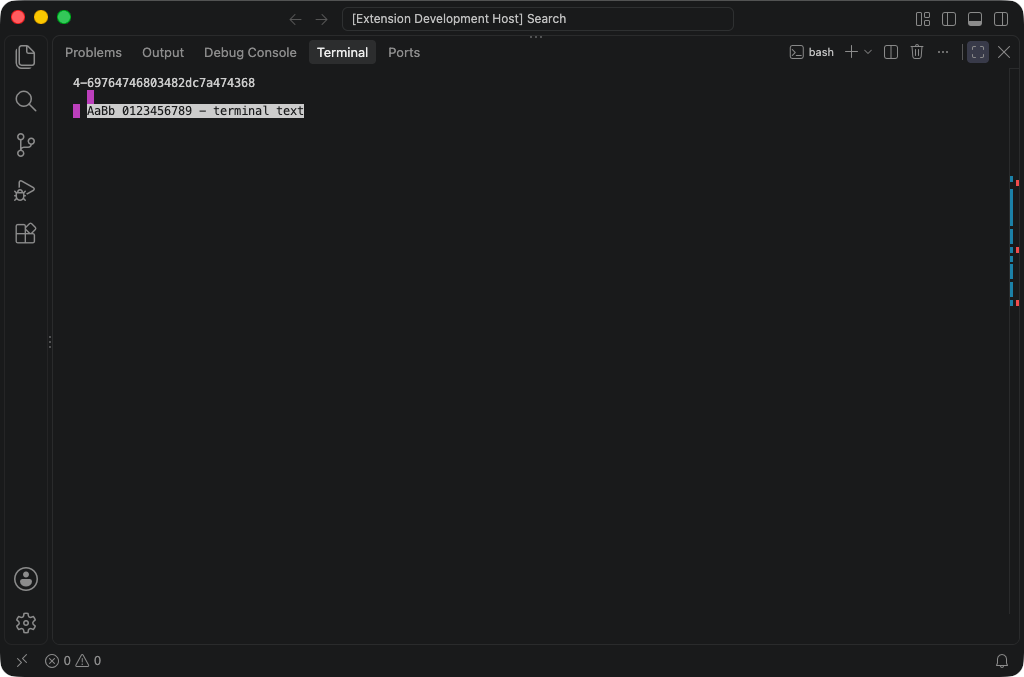 [Extension Development Host] Search
Problems Output Debug Console Terminal Ports bash
4-69764746803482dc7a474368
AaBb 0123456789 - terminal text
0 0